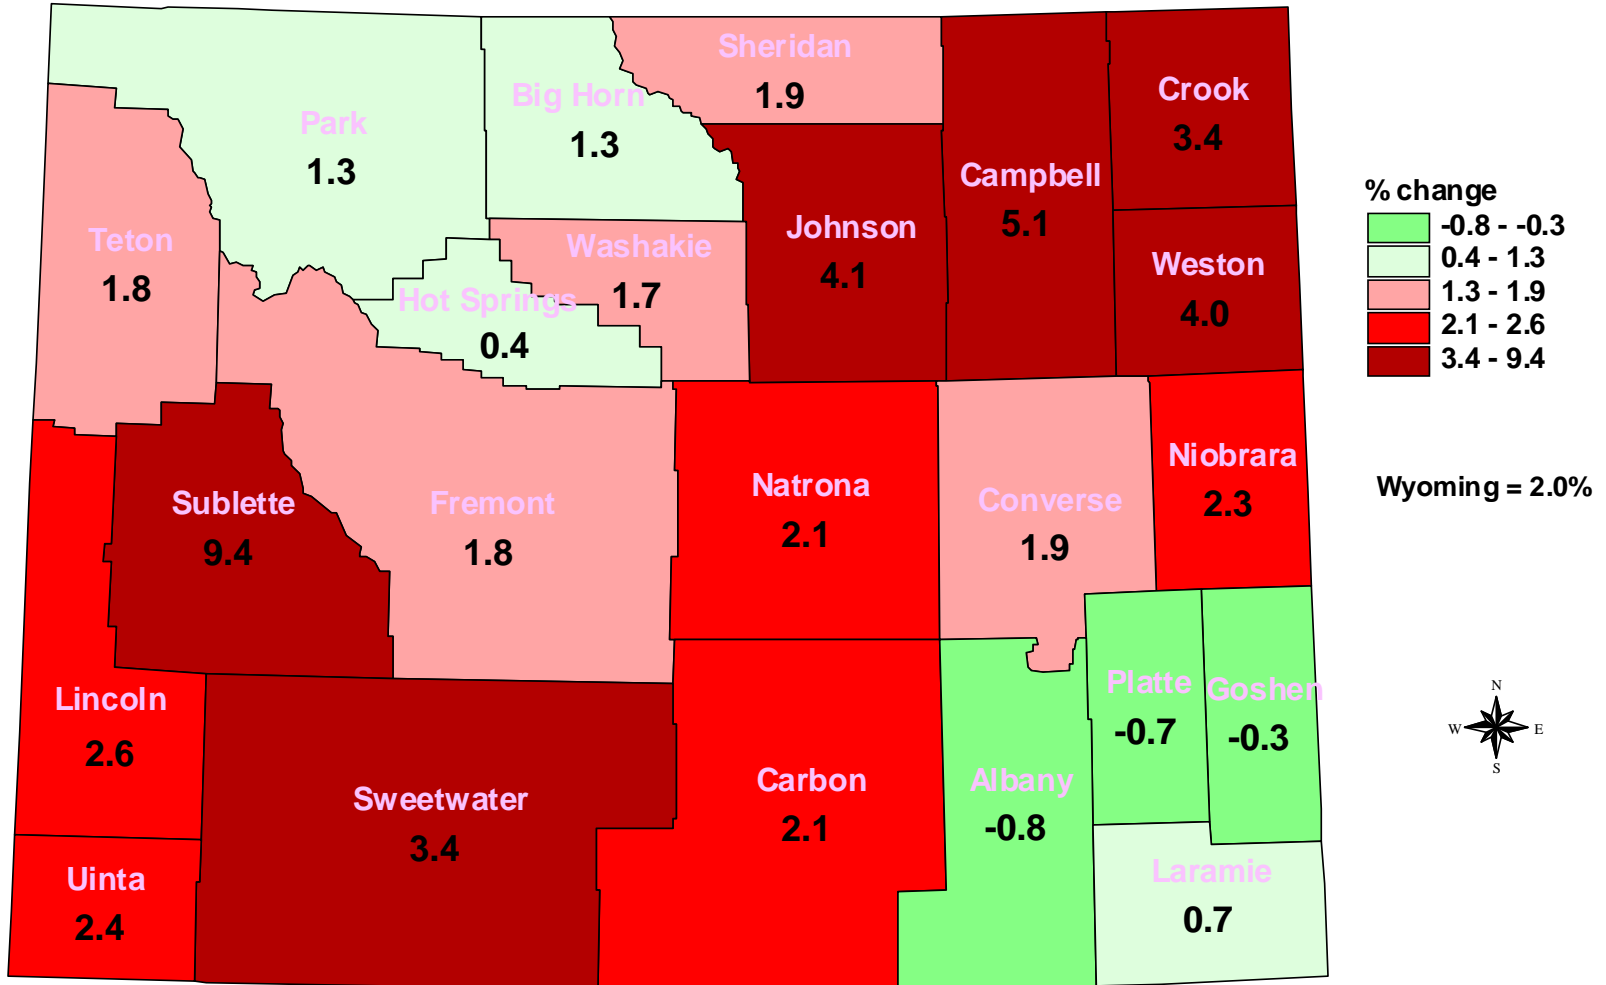 Sheridan
1.9
Big Horn
1.3
Park
1.3
Crook
3.4
Campbell
5.1
Johnson
4.1
Teton
1.8
Washakie
1.7
Weston
4.0
Hot Springs
0.4
% change
-0.8 - -0.3
0.4 - 1.3
1.3 - 1.9
2.1 - 2.6
3.4 - 9.4
Wyoming = 2.0%
Sublette
9.4
Fremont
1.8
Natrona
2.1
Converse
1.9
Niobrara
2.3
Lincoln
2.6
Sweetwater
3.4
Carbon
2.1
Albany
-0.8
Platte
-0.7
Goshen
-0.3
Uinta
2.4
Laramie
0.7
N
W E
S